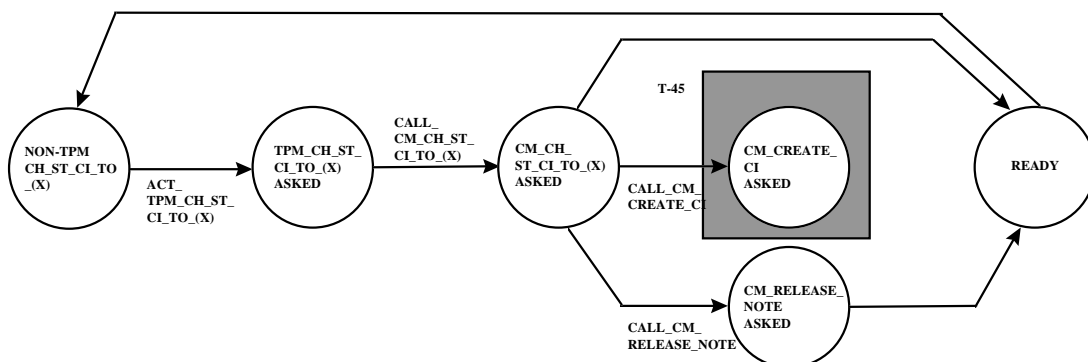 NON-TPM
CH_ST_CI_TO
_(X)
ACT_
TPM_CH_ST_
CI_TO_(X)
TPM_CH_ST_
CI_TO_(X)
ASKED
CALL_
CM_CH_ST_
CI_TO_(X)
CM_CH_
ST_CI_TO_(X)
ASKED
T-45
CALL_CM_
CREATE_CI
CM_CREATE_
CI
ASKED
CALL_CM_
RELEASE_NOTE
CM_RELEASE_
NOTE
ASKED
READY